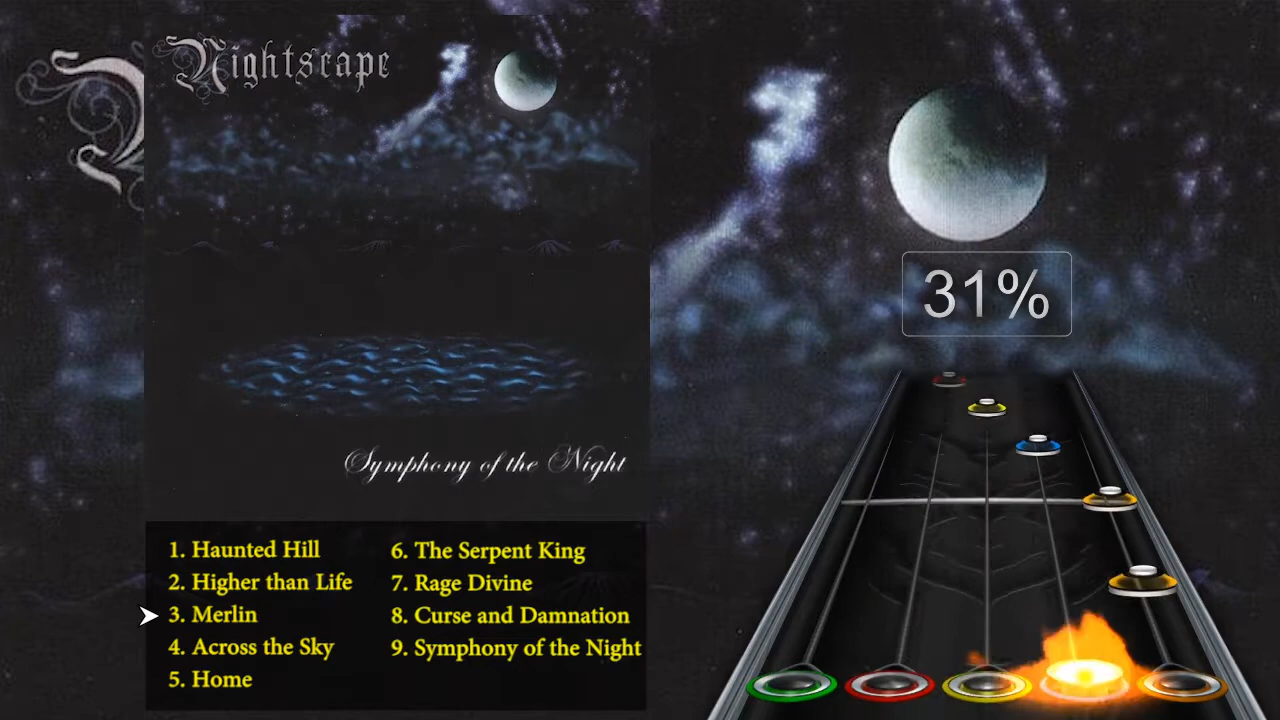 Nightscape
31%
Symphony of the Night
1. Haunted Hill
2. Higher than Life
3. Merlin
4. Across the Sky
5. Home
6. The Serpent King
7. Rage Divine
8. Curse and Damnation
9. Symphony of the Night